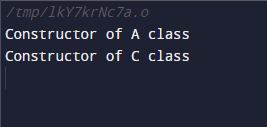 /tmp/lkY7krNc7a.o
Constructor of A class
Constructor of C class